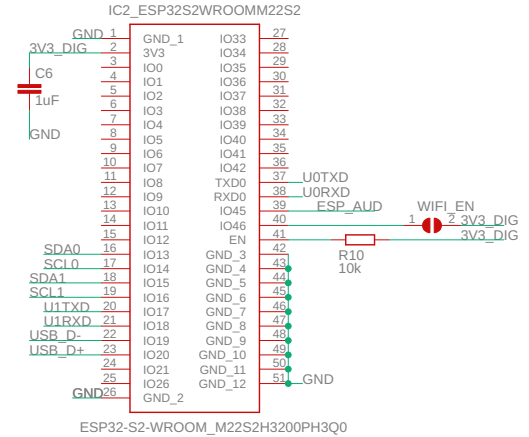 IC2_ESP32S2WROOMM22S2
GND 1 GND_1 IO33 27
3V3_DIG 2 3V3 IO34 28
3 IO0 IO35 29
C6 4 IO1 IO36 30
5 IO2 IO37 31
1uF 6 IO3 IO38 32
7 IO4 IO39 33
GND 8 IO5 IO40 34
9 IO6 IO41 35
10 IO7 IO42 36
11 IO8 TXD0 37 U0TXD
12 IO9 RXD0 38 U0RXD
13 IO10 IO45 39 ESP_AUD WIFI_EN
14 IO11 IO46 40 1 2 3V3_DIG
15 IO12 EN 41 3V3_DIG
SDA0 16 IO13 GND_3 42 R10
SCL0 17 IO14 GND_4 43 10k
SDA1 18 IO15 GND_5 44
SCL1 19 IO16 GND_6 45
U1TXD 20 IO17 GND_7 46
U1RXD 21 IO18 GND_8 47
USB_D- 22 IO19 GND_9 48
USB_D+ 23 IO20 GND_10 49
24 IO21 GND_11 50
25 IO26 GND_12 51 GND
GND 26 GND_2
ESP32-S2-WROOM_M22S2H3200PH3Q0